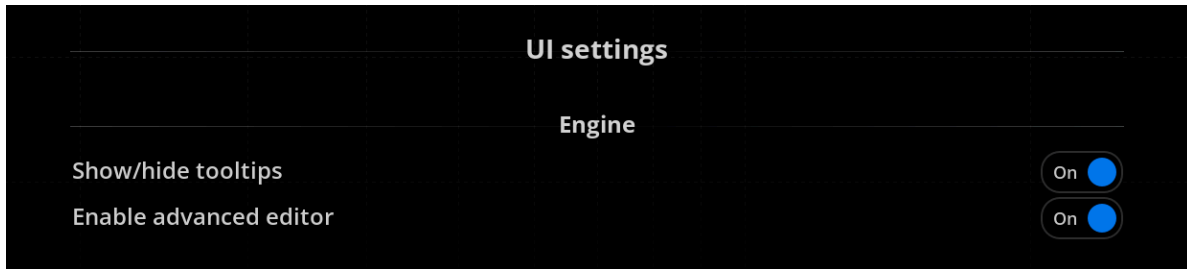 UI settings
Engine
Show/hide tooltips On
Enable advanced editor On